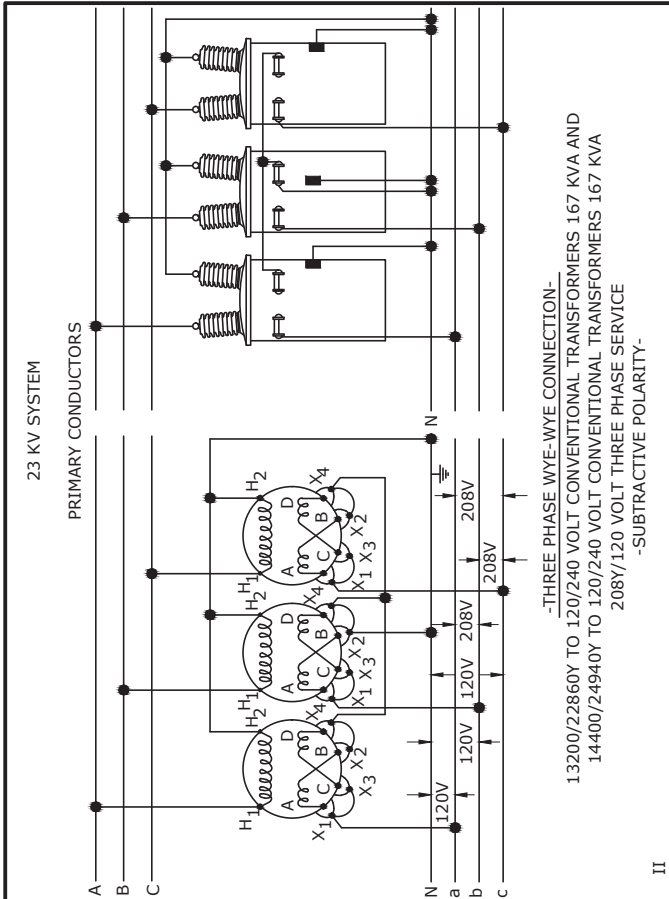 23 KV SYSTEM
PRIMARY CONDUCTORS
A
B
C
H1 H2 H1 H2 H1 H2
A D A D A D
C B C B C B
X1 X3 X2 X4 X1 X3 X2 X4 X1 X3 X2 X4
N N N
a
b
c
120V 120V 120V 208V 208V 208V
-THREE PHASE WYE-WYE CONNECTION-
13200/22860Y TO 120/240 VOLT CONVENTIONAL TRANSFORMERS 167 KVA AND
14400/24940Y TO 120/240 VOLT CONVENTIONAL TRANSFORMERS 167 KVA
208Y/120 VOLT THREE PHASE SERVICE
-SUBTRACTIVE POLARITY-
II